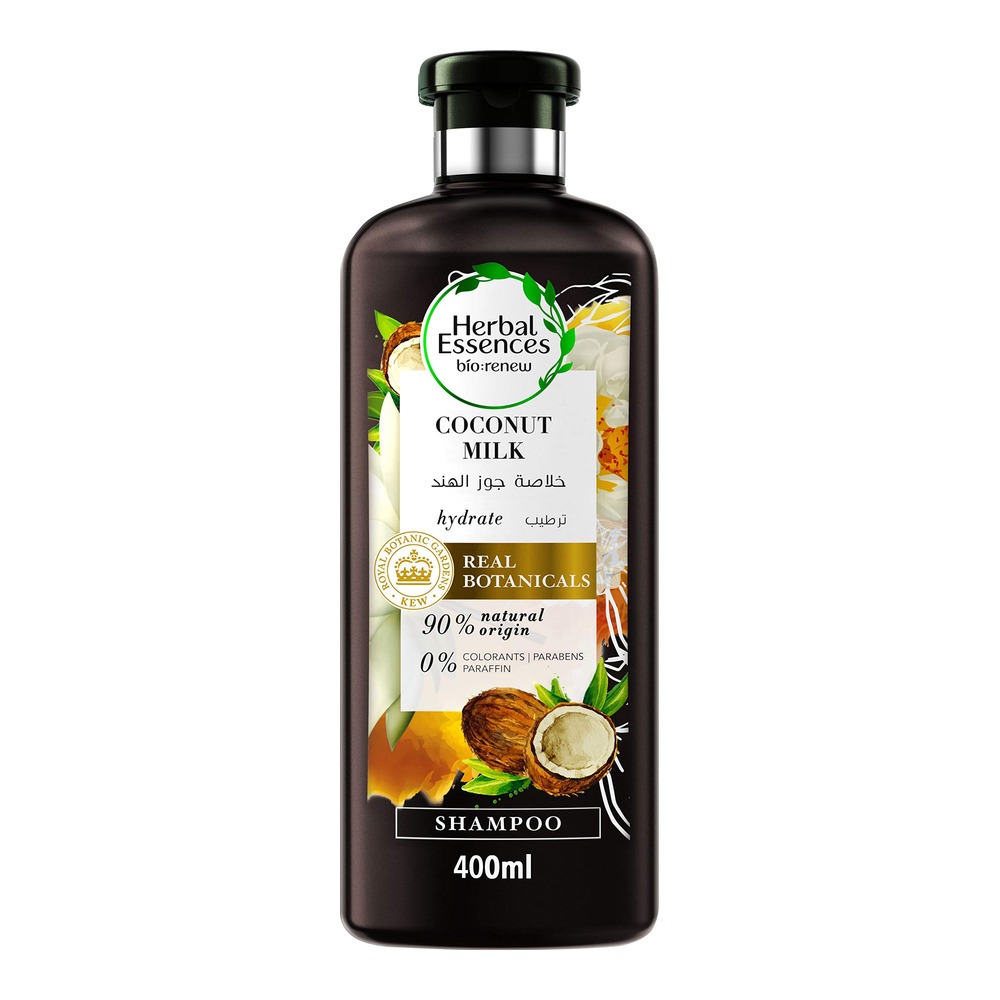 Herbal
Essences
bio:renew
COCONUT
MILK
خلاصة جوز الهند
hydrate ترطيب
ROYAL BOTANIC GARDENS
KEW
REAL
BOTANICALS
90% natural
origin
0% COLORANTS | PARABENS
PARAFFIN
SHAMPOO
400ml